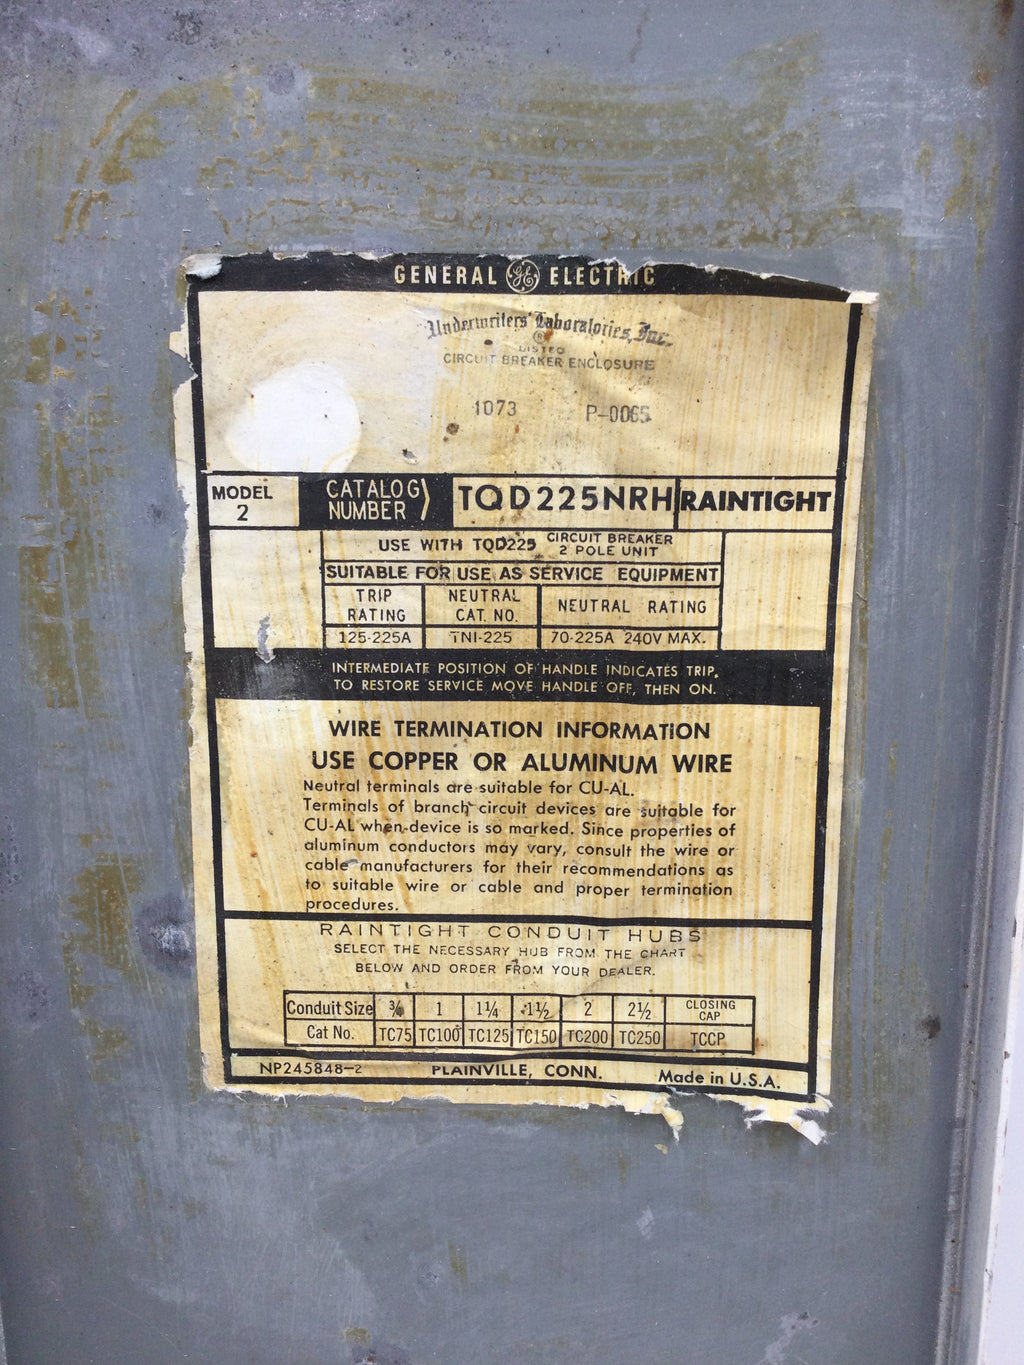 GENERAL GE ELECTRIC
Underwriters' Laboratories, Inc.
®
LISTED
CIRCUIT BREAKER ENCLOSURE
1073 P-0065
MODEL 2 CATALOG NUMBER TQD225NRH RAINTIGHT
USE WITH TQD225 CIRCUIT BREAKER 2 POLE UNIT
SUITABLE FOR USE AS SERVICE EQUIPMENT
TRIP RATING NEUTRAL CAT. NO. NEUTRAL RATING
125-225A TNI-225 70-225A 240V MAX.
INTERMEDIATE POSITION OF HANDLE INDICATES TRIP.
TO RESTORE SERVICE MOVE HANDLE OFF, THEN ON.
WIRE TERMINATION INFORMATION
USE COPPER OR ALUMINUM WIRE
Neutral terminals are suitable for CU-AL.
Terminals of branch circuit devices are suitable for
CU-AL when device is so marked. Since properties of
aluminum conductors may vary, consult the wire or
cable manufacturers for their recommendations as
to suitable wire or cable and proper termination
procedures.
RAINTIGHT CONDUIT HUBS
SELECT THE NECESSARY HUB FROM THE CHART
BELOW AND ORDER FROM YOUR DEALER.
Conduit Size ¾ 1 1¼ 1½ 2 2½ CLOSING CAP
Cat No. TC75 TC100 TC125 TC150 TC200 TC250 TCCP
NP245848-2 PLAINVILLE, CONN. Made in U.S.A.